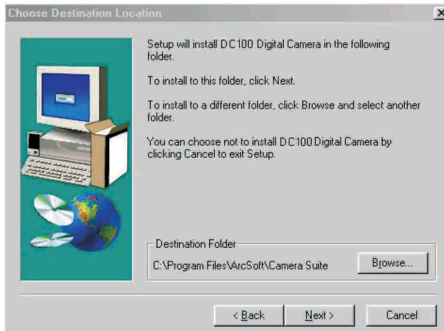 Choose Destination Location
Setup will install DC100 Digital Camera in the following
folder.
To install to this folder, click Next.
To install to a different folder, click Browse and select another
folder.
You can choose not to install DC100 Digital Camera by
clicking Cancel to exit Setup.
Destination Folder
C:\Program Files\ArcSoft\Camera Suite
Browse...
< Back
Next >
Cancel